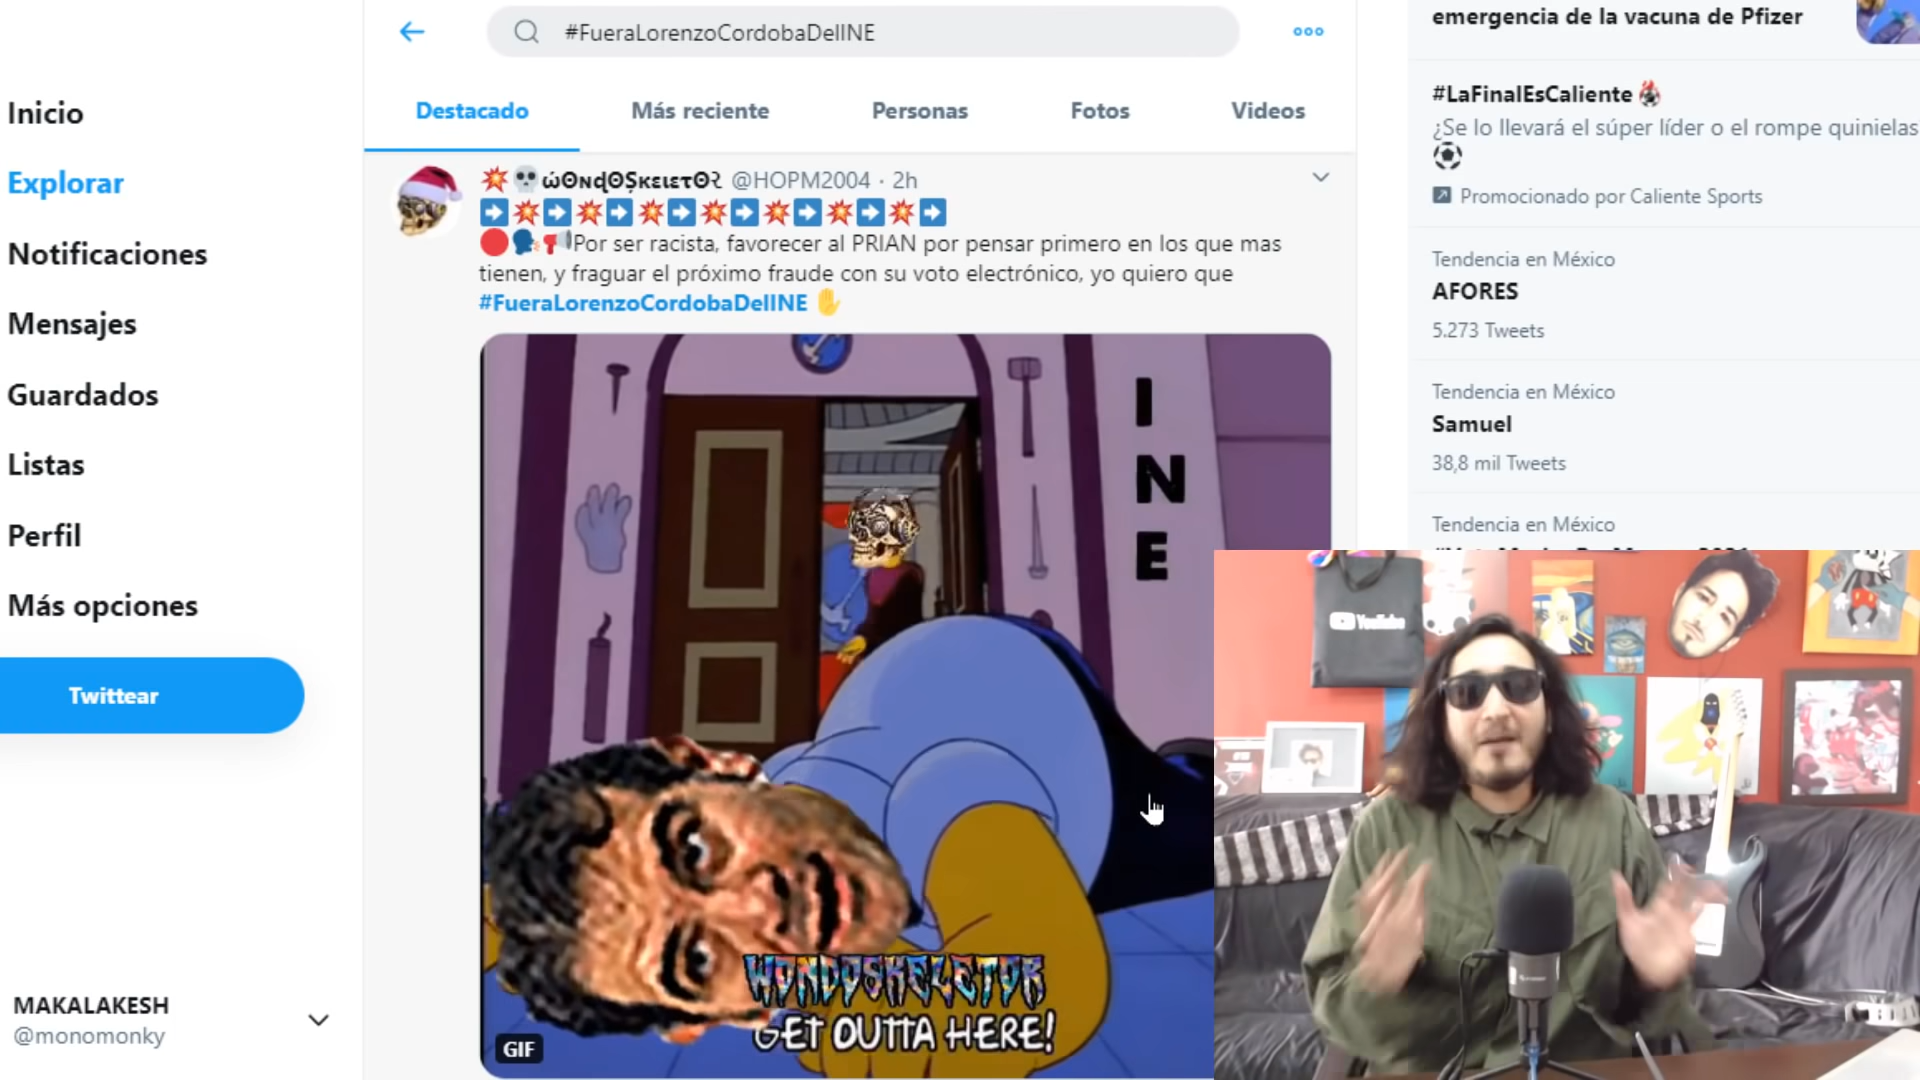 #FueraLorenzoCordobaDelINE
Destacado
Más reciente
Personas
Fotos
Videos
Inicio
Explorar
Notificaciones
Mensajes
Guardados
Listas
Perfil
Más opciones
Twittear
MAKALAKESH
@monomonky
@HOPM2004 · 2h
Por ser racista, favorecer al PRIAN por pensar primero en los que mas
tienen, y fraguar el próximo fraude con su voto electrónico, yo quiero que
#FueraLorenzoCordobaDelINE
I
N
E
WONDOSKELETOR
GET OUTTA HERE!
GIF
emergencia de la vacuna de Pfizer
#LaFinalEsCaliente
¿Se lo llevará el súper líder o el rompe quinielas
Promocionado por Caliente Sports
Tendencia en México
AFORES
5.273 Tweets
Tendencia en México
Samuel
38,8 mil Tweets
Tendencia en México
YouTube